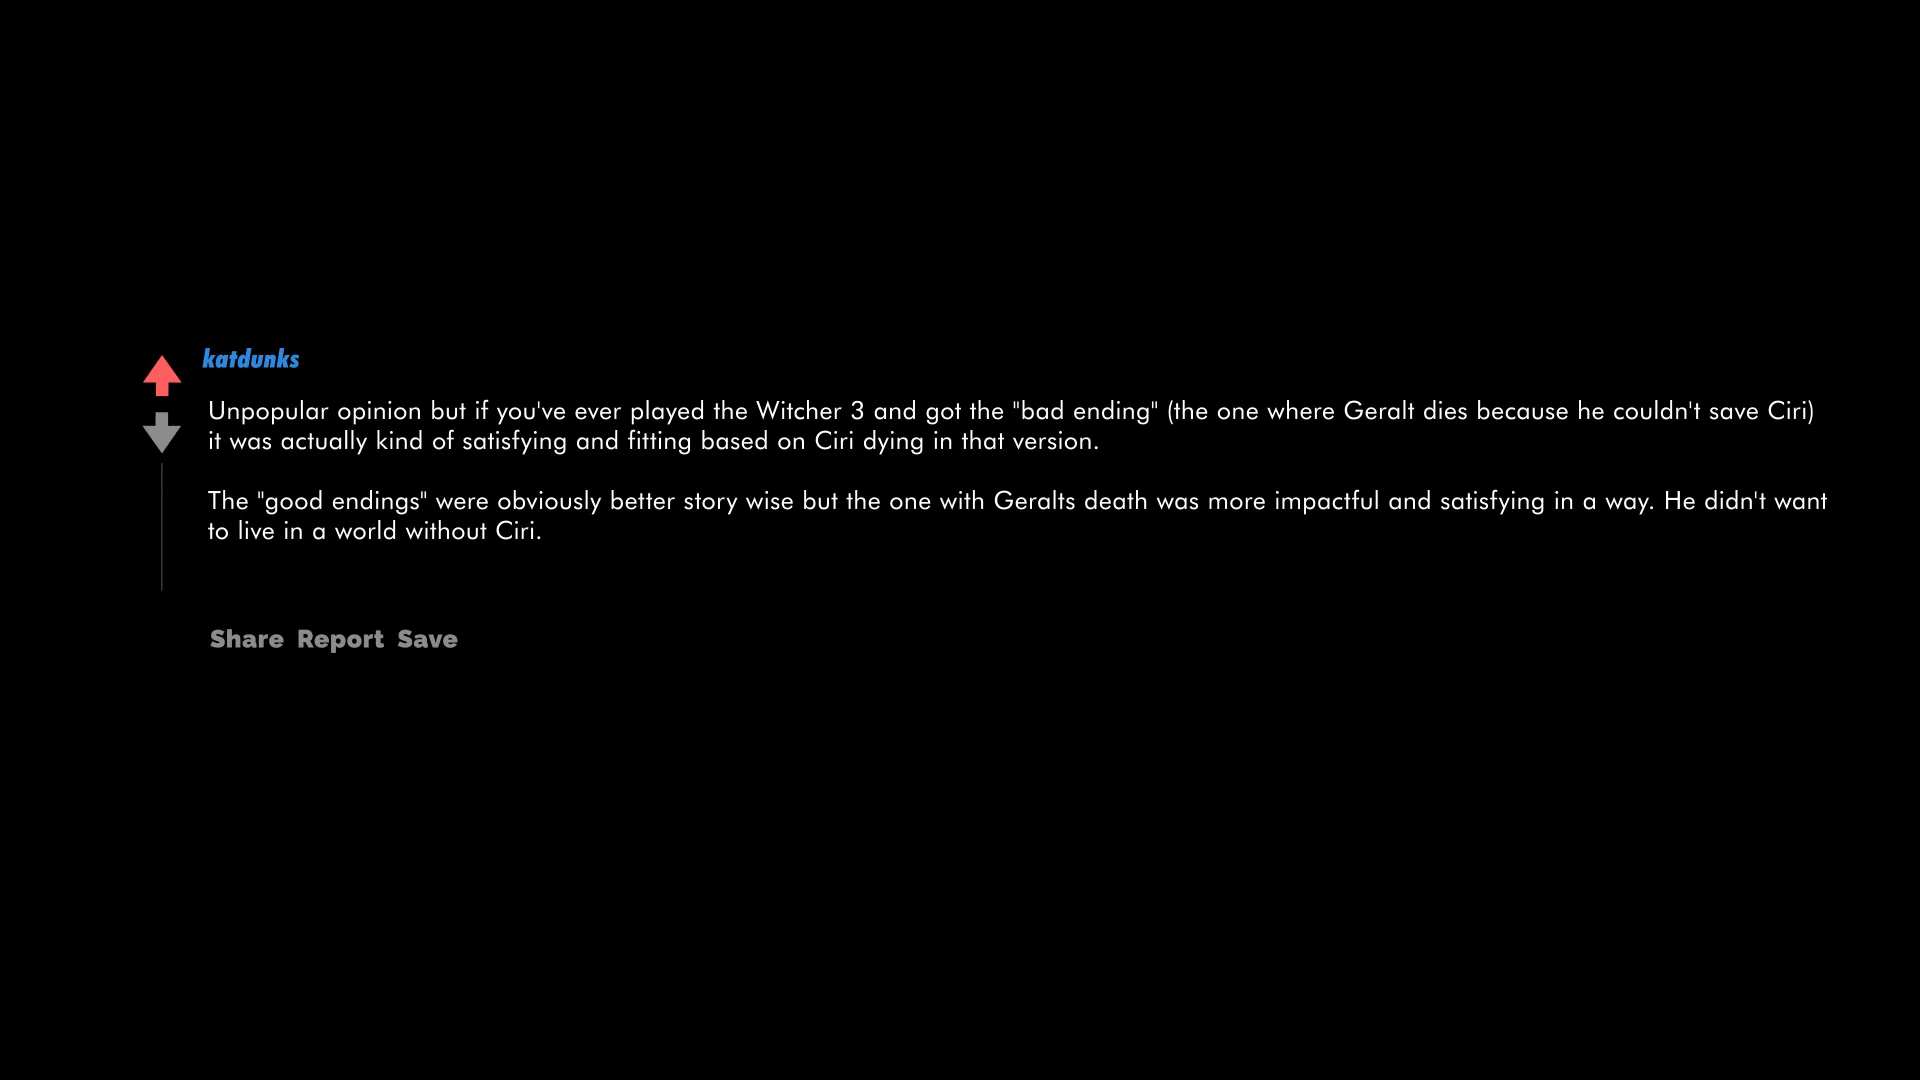 katdunks
Unpopular opinion but if you've ever played the Witcher 3 and got the "bad ending" (the one where Geralt dies because he couldn't save Ciri)
it was actually kind of satisfying and fitting based on Ciri dying in that version.
The "good endings" were obviously better story wise but the one with Geralts death was more impactful and satisfying in a way. He didn't want
to live in a world without Ciri.
Share Report Save